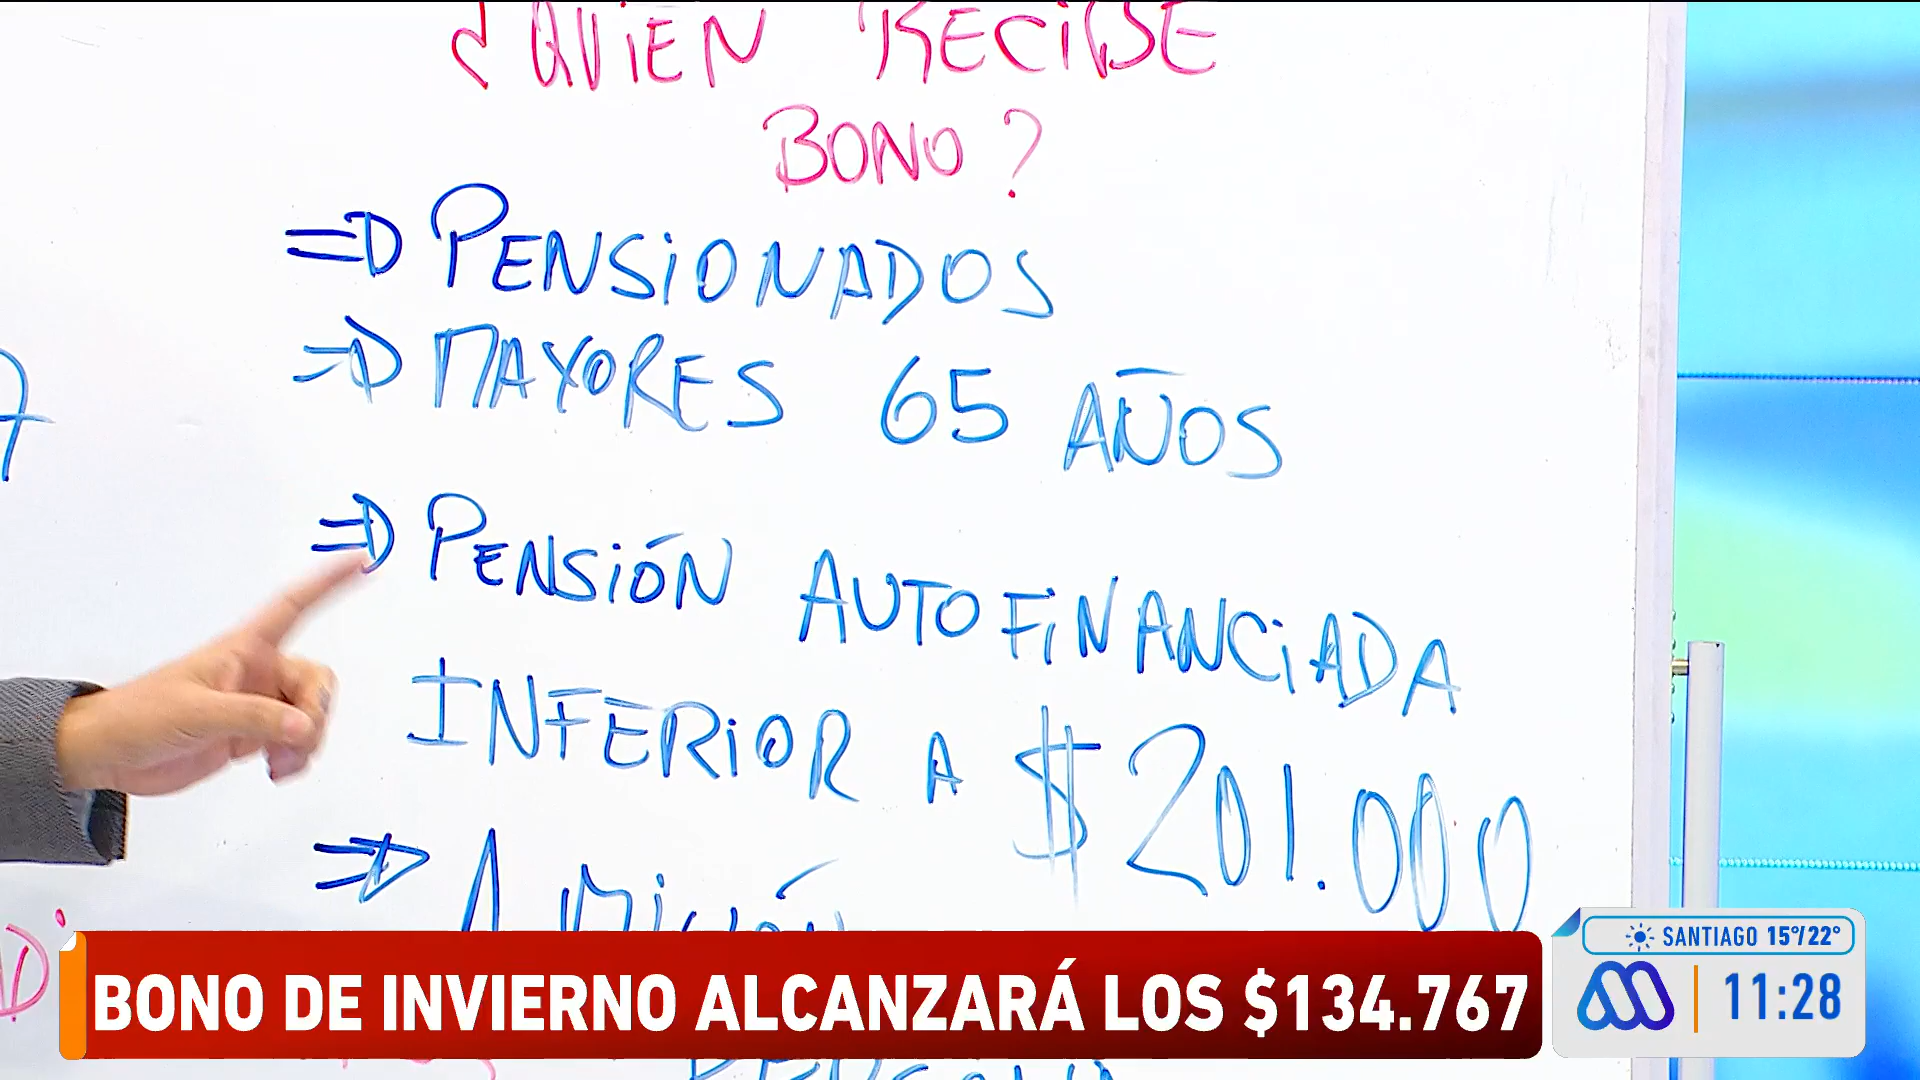 ¿QUIÉN RECIBE
BONO?
⇒ PENSIONADOS
⇒ MAYORES 65 AÑOS
⇒ PENSIÓN AUTOFINANCIADA
INFERIOR A $201.000
BONO DE INVIERNO ALCANZARÁ LOS $134.767
SANTIAGO 15°/22°
11:28